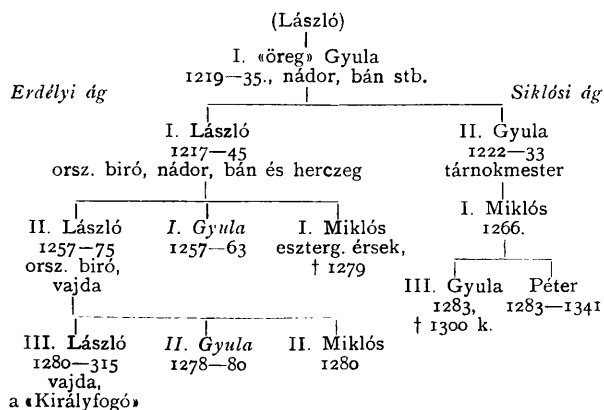 (László)
I. «öreg» Gyula
1219—35., nádor, bán stb.
Erdélyi ág
Siklósi ág
I. László
1217—45
orsz. biró, nádor, bán és herczeg
II. Gyula
1222—33
tárnokmester
II. László
1257—75
orsz. biró,
vajda
I. Gyula
1257—63
I. Miklós
eszterg. érsek,
† 1279
I. Miklós
1266.
III. Gyula
1283,
† 1300 k.
Péter
1283—1341
III. László
1280—315
vajda,
a «Királyfogó»
II. Gyula
1278—80
II. Miklós
1280